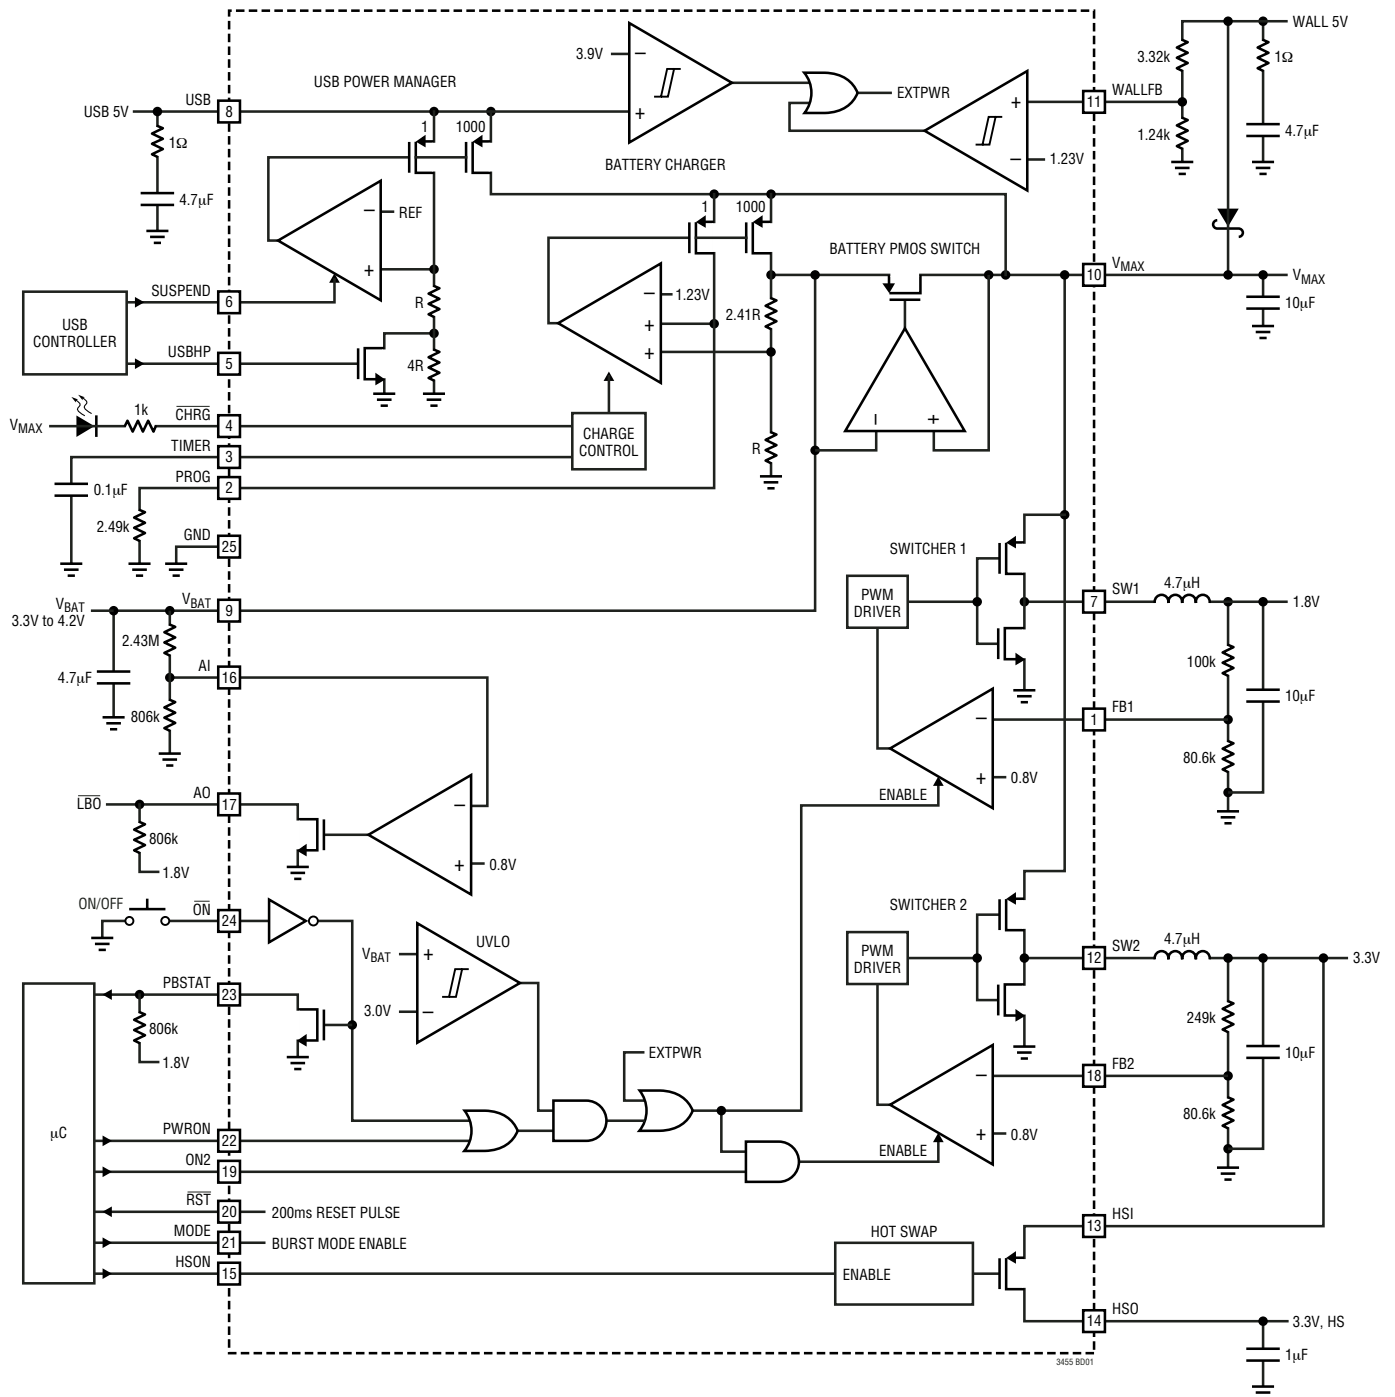 WALL 5V
3.32k
1Ω
3.9V
−
+
USB POWER MANAGER
EXTPWR
+
−
1.23V
11
WALLFB
1.24k
4.7µF
USB 5V
USB
8
1Ω
4.7µF
1
1000
BATTERY CHARGER
−
REF
+
1
1000
BATTERY PMOS SWITCH
10
VMAX
VMAX
10µF
USB
CONTROLLER
SUSPEND
6
USBHP
5
R
4R
−
1.23V
+
+
2.41R
R
−
+
VMAX
1k
CHRG
4
TIMER
3
CHARGE
CONTROL
PROG
2
0.1µF
2.49k
GND
25
SWITCHER 1
PWM
DRIVER
7
SW1
4.7µH
1.8V
VBAT
3.3V to 4.2V
VBAT
9
2.43M
4.7µF
AI
16
806k
100k
10µF
1
FB1
−
+
0.8V
80.6k
ENABLE
LBO
AO
17
806k
1.8V
−
+
0.8V
ON/OFF
ON
24
UVLO
VBAT
+
3.0V
−
SWITCHER 2
PWM
DRIVER
12
SW2
4.7µH
3.3V
PBSTAT
23
806k
1.8V
249k
10µF
EXTPWR
18
FB2
−
+
0.8V
80.6k
ENABLE
µC
PWRON
22
ON2
19
RST
20
200ms RESET PULSE
MODE
21
BURST MODE ENABLE
HSON
15
HOT SWAP
ENABLE
13
HSI
14
HSO
3.3V, HS
1µF
3455 BD01